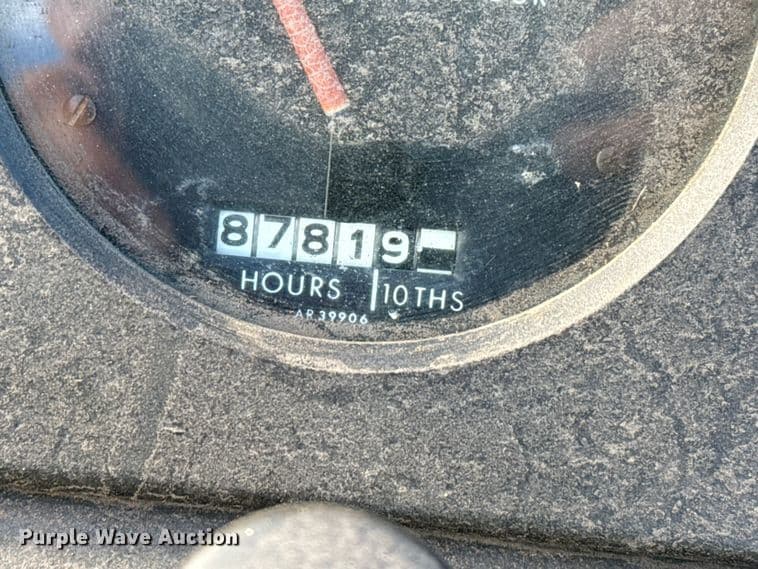 87819
HOURS 10THS
AR39906
Purple Wave Auction